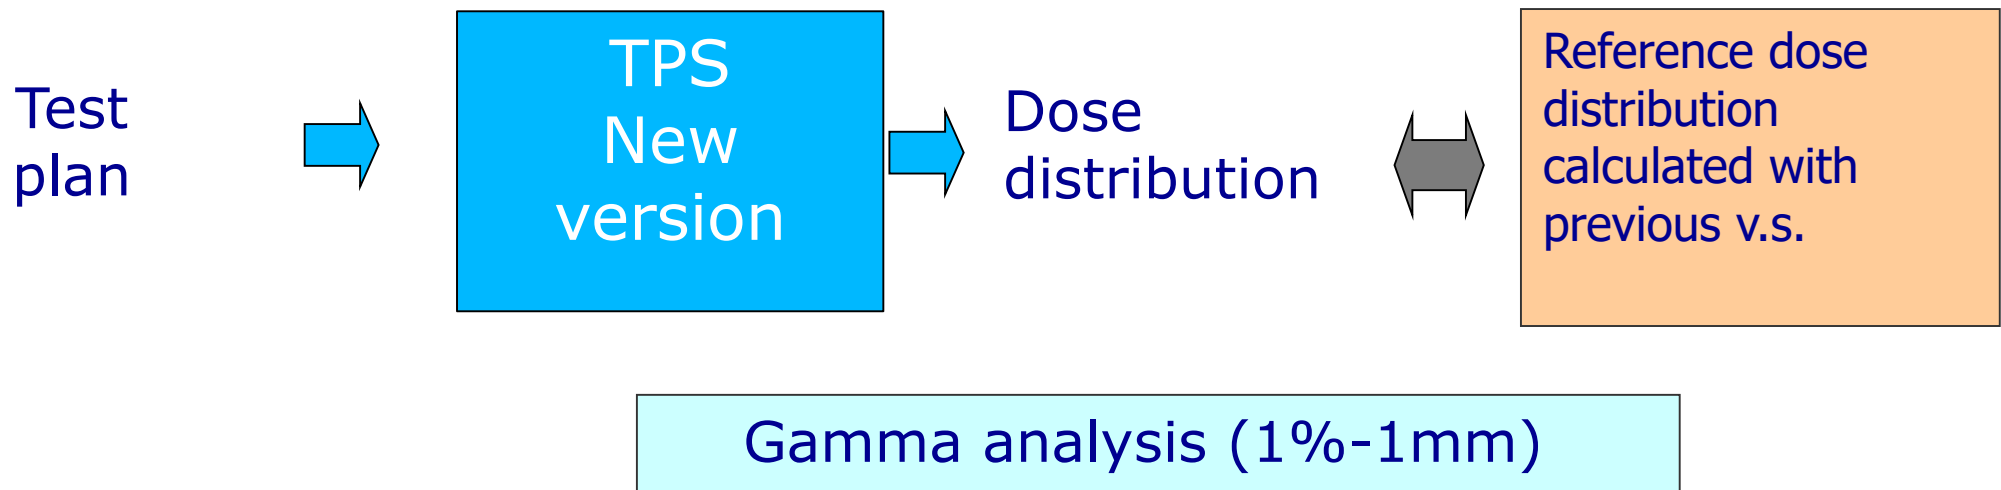 Test
plan
TPS
New
version
Dose
distribution
Reference dose
distribution
calculated with
previous v.s.
Gamma analysis (1%-1mm)